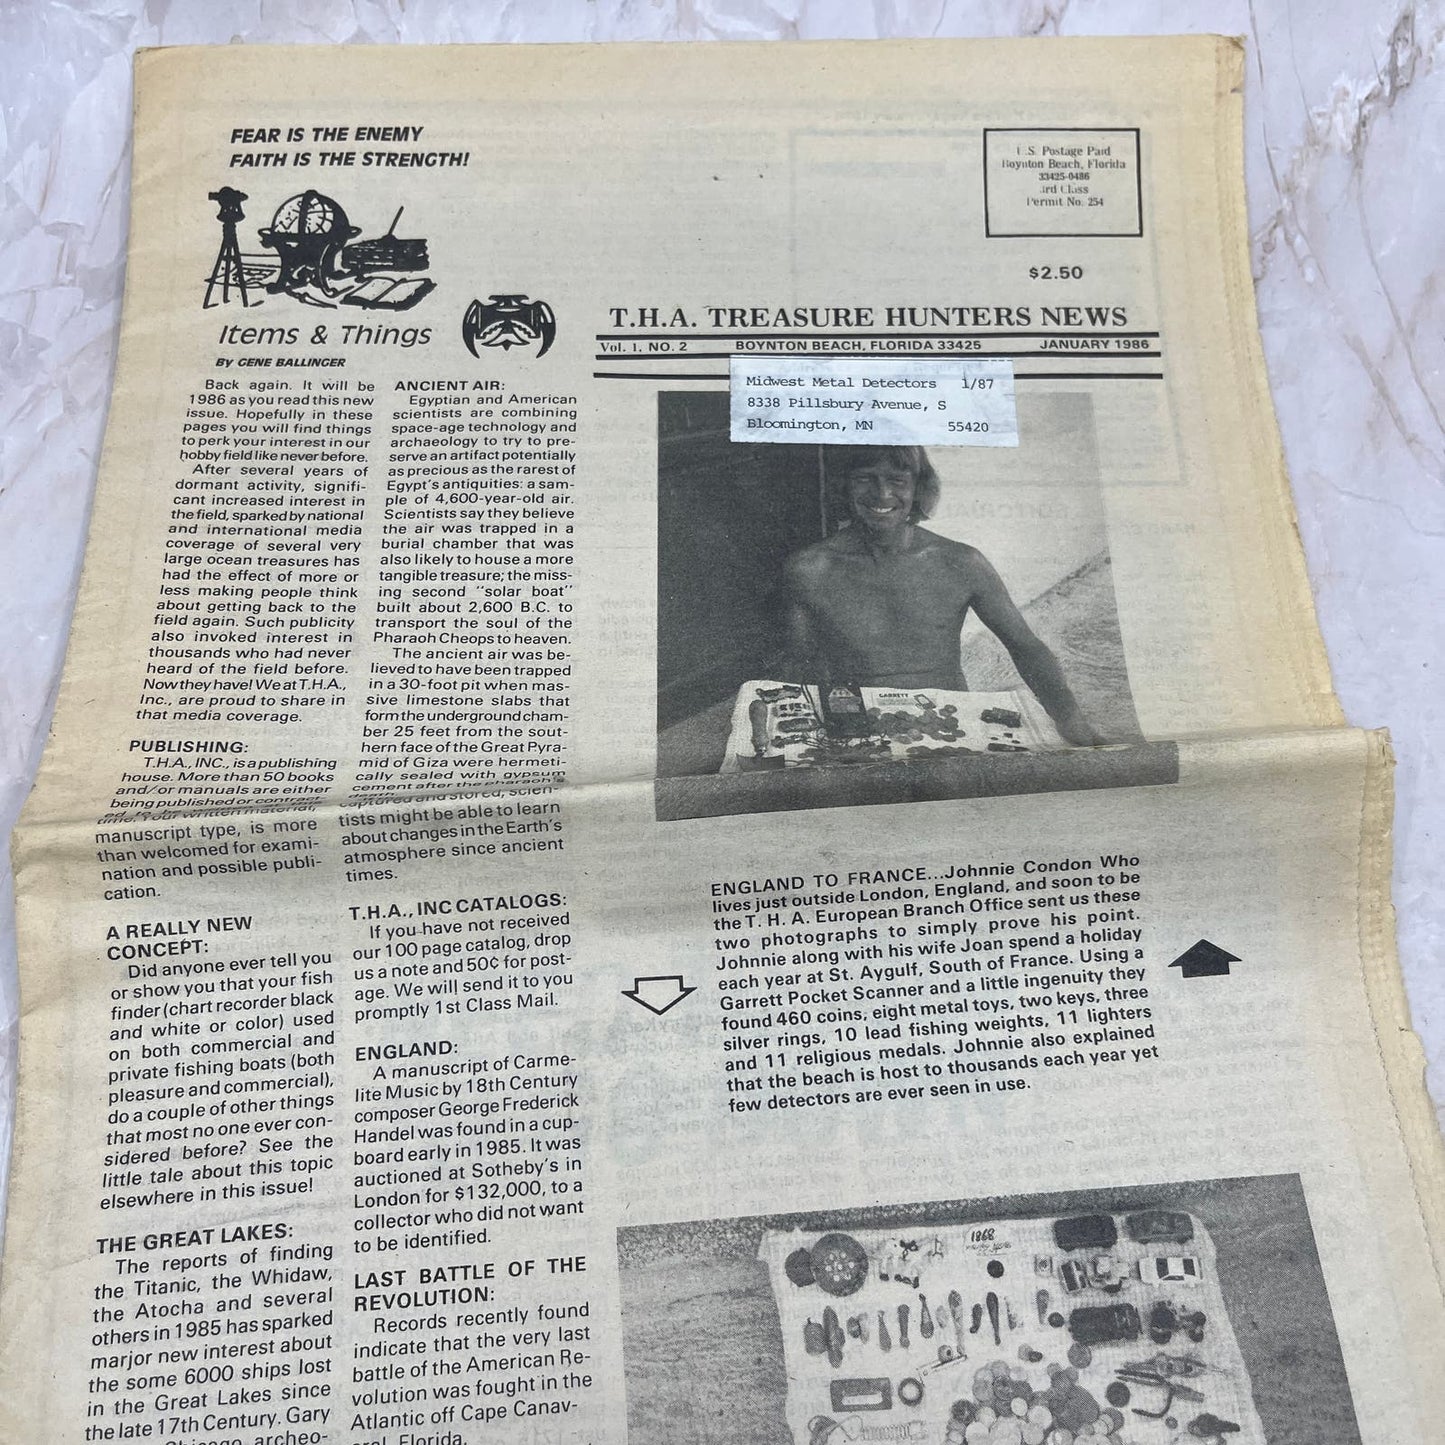 FEAR IS THE ENEMY
FAITH IS THE STRENGTH!
U.S. Postage Paid
Boynton Beach, Florida
33425-0486
3rd Class
Permit No. 254
$2.50
Items & Things
By GENE BALLINGER
T.H.A. TREASURE HUNTERS NEWS
Vol. 1, NO. 2 BOYNTON BEACH, FLORIDA 33425 JANUARY 1986
Midwest Metal Detectors 1/87
8338 Pillsbury Avenue, S
Bloomington, MN 55420
Back again. It will be
1986 as you read this new
issue. Hopefully in these
pages you will find things
to perk your interest in our
hobby field like never before.
After several years of
dormant activity, signifi-
cant increased interest in
the field, sparked by national
and international media
coverage of several very
large ocean treasures has
had the effect of more or
less making people think
about getting back to the
field again. Such publicity
also invoked interest in
thousands who had never
heard of the field before.
Now they have! We at T.H.A.,
Inc., are proud to share in
that media coverage.
PUBLISHING:
T.H.A., INC., is a publishing
house. More than 50 books
and/or manuals are either
being published or contract-
time. Your written material,
manuscript type, is more
than welcomed for exami-
nation and possible publi-
cation.
A REALLY NEW
CONCEPT:
Did anyone ever tell you
or show you that your fish
finder (chart recorder black
and white or color) used
on both commercial and
private fishing boats (both
pleasure and commercial),
do a couple of other things
that most no one ever con-
sidered before? See the
little tale about this topic
elsewhere in this issue!
THE GREAT LAKES:
The reports of finding
the Titanic, the Whidaw,
the Atocha and several
others in 1985 has sparked
marjor new interest about
the some 6000 ships lost
in the Great Lakes since
the late 17th Century. Gary
Chicago archeo-
ANCIENT AIR:
Egyptian and American
scientists are combining
space-age technology and
archaeology to try to pre-
serve an artifact potentially
as precious as the rarest of
Egypt's antiquities: a sam-
ple of 4,600-year-old air.
Scientists say they believe
the air was trapped in a
burial chamber that was
also likely to house a more
tangible treasure; the miss-
ing second "solar boat"
built about 2,600 B.C. to
transport the soul of the
Pharaoh Cheops to heaven.
The ancient air was be-
lieved to have been trapped
in a 30-foot pit when mas-
sive limestone slabs that
form the underground cham-
ber 25 feet from the sout-
hern face of the Great Pyra-
mid of Giza were hermeti-
cally sealed with gypsum
cement after the pharaoh's
death.
captured and stored, scien-
tists might be able to learn
about changes in the Earth's
atmosphere since ancient
times.
T.H.A., INC CATALOGS:
If you have not received
our 100 page catalog, drop
us a note and 50¢ for post-
age. We will send it to you
promptly 1st Class Mail.
ENGLAND:
A manuscript of Carme-
lite Music by 18th Century
composer George Frederick
Handel was found in a cup-
board early in 1985. It was
auctioned at Sotheby's in
London for $132,000, to a
collector who did not want
to be identified.
LAST BATTLE OF THE
REVOLUTION:
Records recently found
indicate that the very last
battle of the American Re-
volution was fought in the
Atlantic off Cape Canav-
eral, Florida.
GARRETT
ENGLAND TO FRANCE...Johnnie Condon Who
lives just outside London, England, and soon to be
the T. H. A. European Branch Office sent us these
two photographs to simply prove his point.
Johnnie along with his wife Joan spend a holiday
each year at St. Aygulf, South of France. Using a
Garrett Pocket Scanner and a little ingenuity they
found 460 coins, eight metal toys, two keys, three
silver rings, 10 lead fishing weights, 11 lighters
and 11 religious medals. Johnnie also explained
that the beach is host to thousands each year yet
few detectors are ever seen in use.
1868